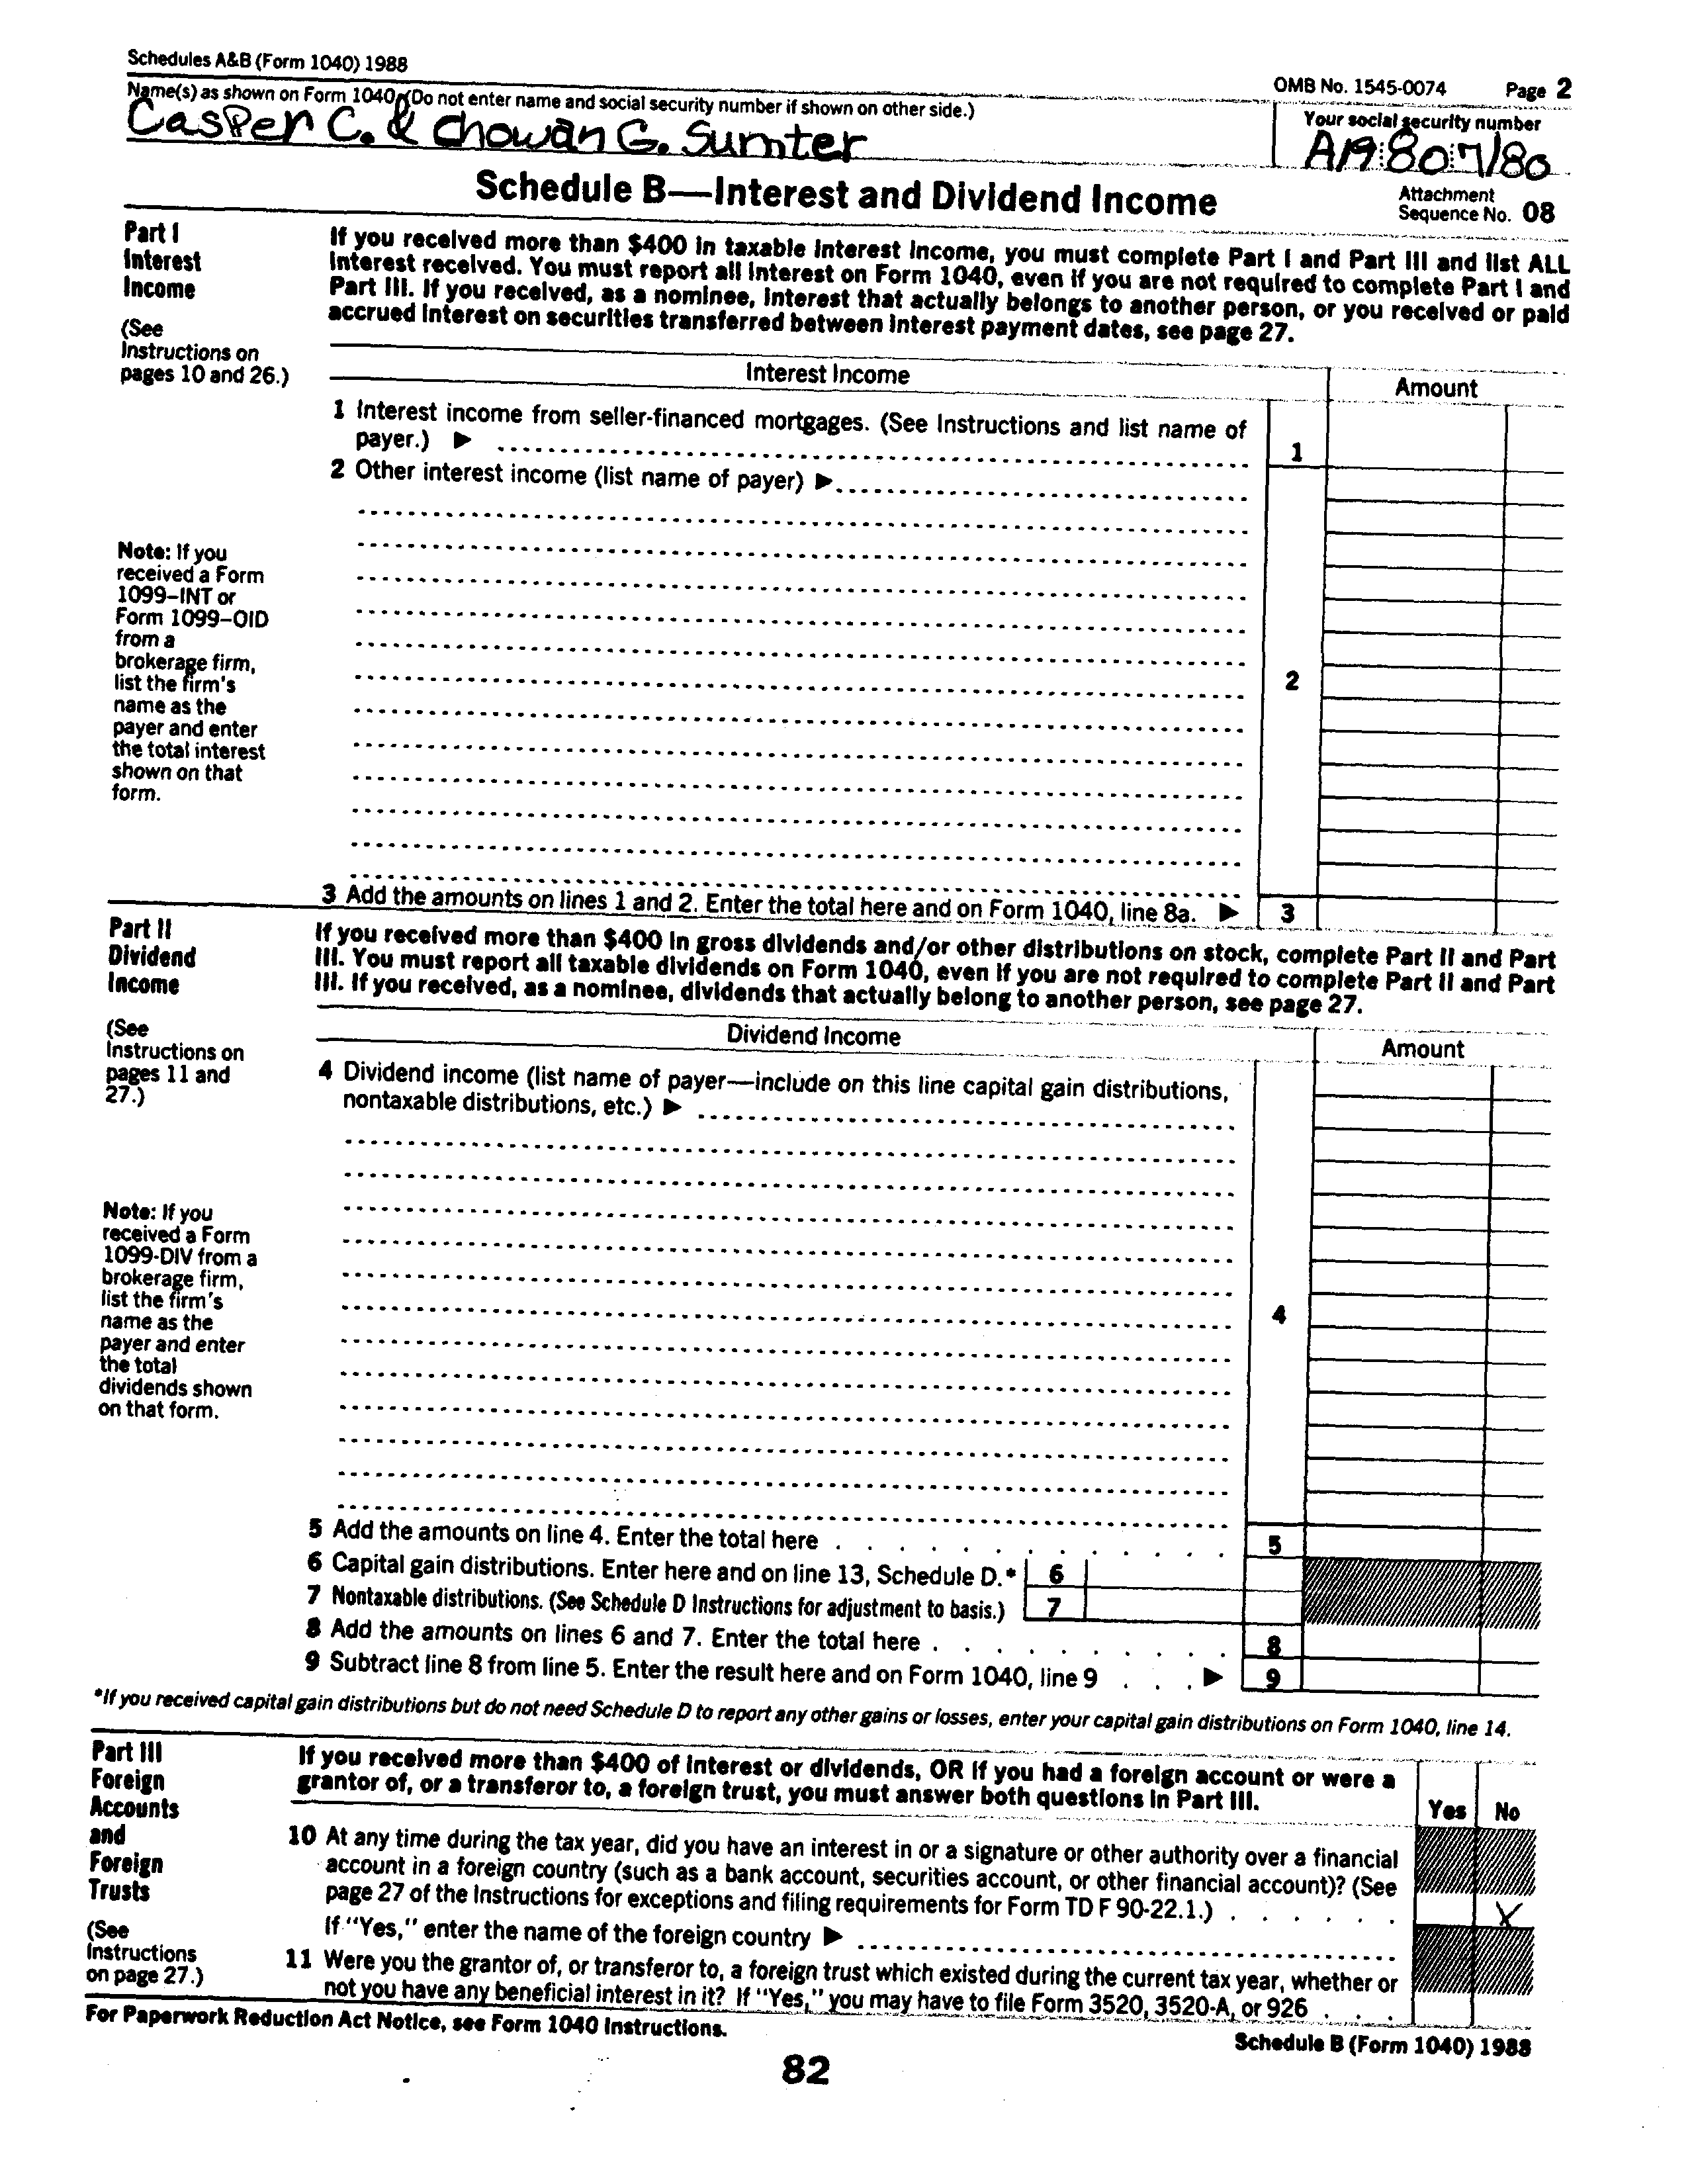 Schedules A&B (Form 1040) 1988
OMB No. 1545-0074 Page 2
Name(s) as shown on Form 1040 (Do not enter name and social security number if shown on other side.)
Your social security number
Casper C. & Chowan G. Sumter
Schedule B—Interest and Dividend Income
Attachment
Sequence No. 08
Part I
Interest
Income
(See
Instructions on
pages 10 and 26.)
If you received more than $400 in taxable interest income, you must complete Part I and Part III and list ALL
interest received. You must report all interest on Form 1040, even if you are not required to complete Part I and
Part III. If you received, as a nominee, interest that actually belongs to another person, or you received or paid
accrued interest on securities transferred between interest payment dates, see page 27.
Interest Income
Amount
1 Interest income from seller-financed mortgages. (See Instructions and list name of
payer.) ▶
1
2 Other interest income (list name of payer) ▶
Note: If you
received a Form
1099–INT or
Form 1099–OID
from a
brokerage firm,
list the firm's
name as the
payer and enter
the total interest
shown on that
form.
2
3 Add the amounts on lines 1 and 2. Enter the total here and on Form 1040, line 8a. ▶ 3
Part II
Dividend
Income
(See
Instructions on
pages 11 and
27.)
If you received more than $400 in gross dividends and/or other distributions on stock, complete Part II and Part
III. You must report all taxable dividends on Form 1040, even if you are not required to complete Part II and Part
III. If you received, as a nominee, dividends that actually belong to another person, see page 27.
Dividend Income
Amount
4 Dividend income (list name of payer—include on this line capital gain distributions,
nontaxable distributions, etc.) ▶
Note: If you
received a Form
1099-DIV from a
brokerage firm,
list the firm's
name as the
payer and enter
the total
dividends shown
on that form.
4
5 Add the amounts on line 4. Enter the total here . . . . . . . . . . . . . 5
6 Capital gain distributions. Enter here and on line 13, Schedule D.* 6
7 Nontaxable distributions. (See Schedule D Instructions for adjustment to basis.) 7
8 Add the amounts on lines 6 and 7. Enter the total here . . . . . . . . . . 8
9 Subtract line 8 from line 5. Enter the result here and on Form 1040, line 9 . . . ▶ 9
*If you received capital gain distributions but do not need Schedule D to report any other gains or losses, enter your capital gain distributions on Form 1040, line 14.
Part III
Foreign
Accounts
and
Foreign
Trusts
(See
Instructions
on page 27.)
If you received more than $400 of interest or dividends, OR if you had a foreign account or were a
grantor of, or a transferor to, a foreign trust, you must answer both questions in Part III.
Yes No
10 At any time during the tax year, did you have an interest in or a signature or other authority over a financial
account in a foreign country (such as a bank account, securities account, or other financial account)? (See
page 27 of the Instructions for exceptions and filing requirements for Form TD F 90-22.1.) . . . . . . X
If "Yes," enter the name of the foreign country ▶
11 Were you the grantor of, or transferor to, a foreign trust which existed during the current tax year, whether or
not you have any beneficial interest in it? If "Yes," you may have to file Form 3520, 3520-A, or 926 . . .
For Paperwork Reduction Act Notice, see Form 1040 Instructions.
Schedule B (Form 1040) 1988
82